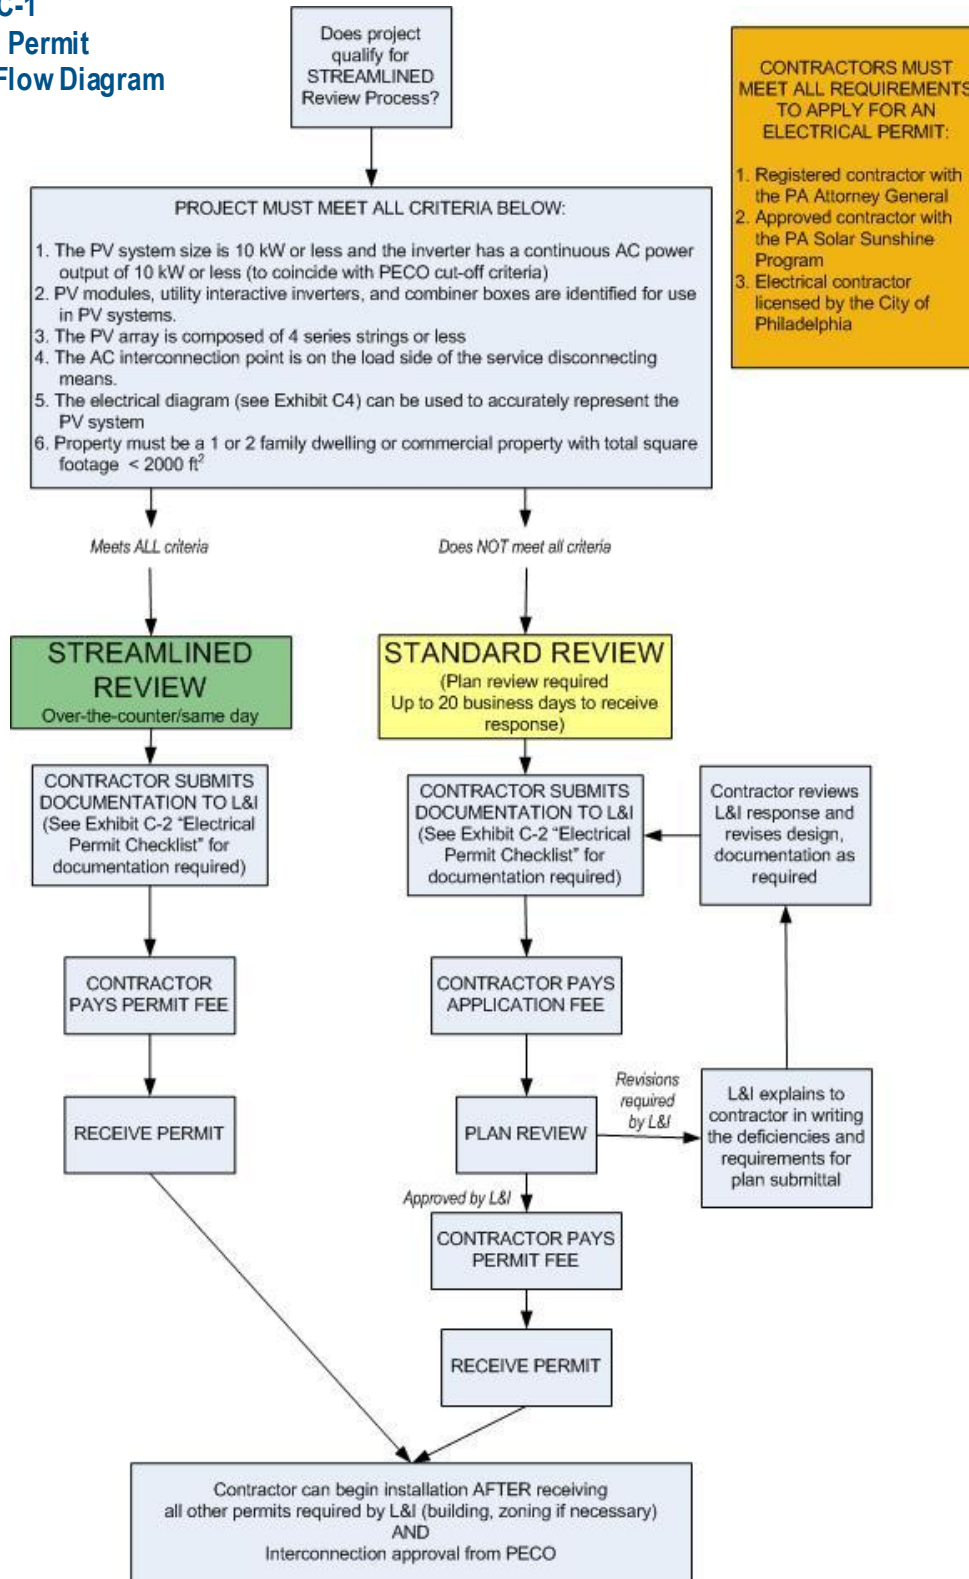 C-1
Permit
Flow Diagram
Does project
qualify for
STREAMLINED
Review Process?
CONTRACTORS MUST
MEET ALL REQUIREMENTS
TO APPLY FOR AN
ELECTRICAL PERMIT:
1. Registered contractor with
the PA Attorney General
2. Approved contractor with
the PA Solar Sunshine
Program
3. Electrical contractor
licensed by the City of
Philadelphia
PROJECT MUST MEET ALL CRITERIA BELOW:
1. The PV system size is 10 kW or less and the inverter has a continuous AC power
output of 10 kW or less (to coincide with PECO cut-off criteria)
2. PV modules, utility interactive inverters, and combiner boxes are identified for use
in PV systems.
3. The PV array is composed of 4 series strings or less
4. The AC interconnection point is on the load side of the service disconnecting
means.
5. The electrical diagram (see Exhibit C4) can be used to accurately represent the
PV system
6. Property must be a 1 or 2 family dwelling or commercial property with total square
footage < 2000 ft²
Meets ALL criteria
Does NOT meet all criteria
STREAMLINED
REVIEW
Over-the-counter/same day
STANDARD REVIEW
(Plan review required
Up to 20 business days to receive
response)
CONTRACTOR SUBMITS
DOCUMENTATION TO L&I
(See Exhibit C-2 “Electrical
Permit Checklist” for
documentation required)
CONTRACTOR SUBMITS
DOCUMENTATION TO L&I
(See Exhibit C-2 “Electrical
Permit Checklist” for
documentation required)
Contractor reviews
L&I response and
revises design,
documentation as
required
CONTRACTOR
PAYS PERMIT FEE
CONTRACTOR PAYS
APPLICATION FEE
RECEIVE PERMIT
PLAN REVIEW
Revisions
required
by L&I
L&I explains to
contractor in writing
the deficiencies and
requirements for
plan submittal
Approved by L&I
CONTRACTOR PAYS
PERMIT FEE
RECEIVE PERMIT
Contractor can begin installation AFTER receiving
all other permits required by L&I (building, zoning if necessary)
AND
Interconnection approval from PECO